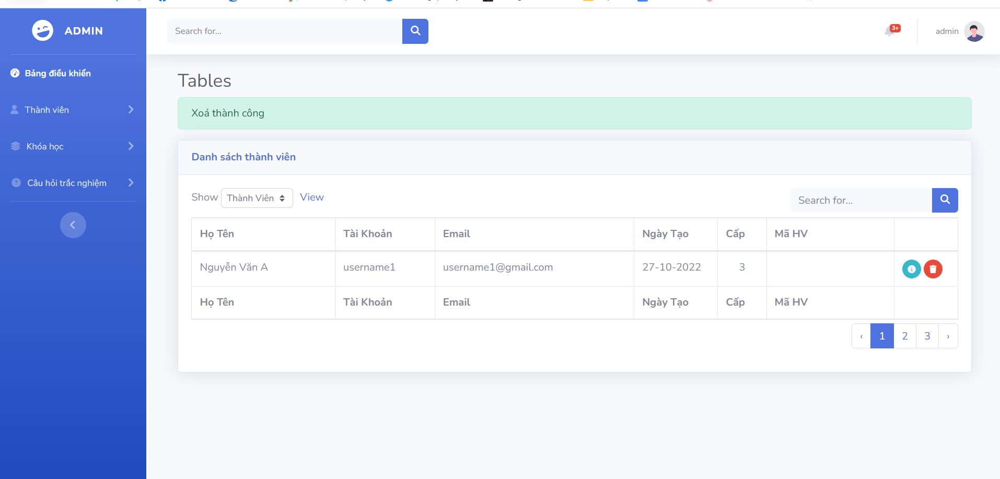 ADMIN
Search for...
3+
admin
Bảng điều khiển
Thành viên
Khóa học
Câu hỏi trắc nghiệm
Tables
Xoá thành công
Danh sách thành viên
Show Thành Viên View
Search for...
Họ Tên Tài Khoản Email Ngày Tạo Cấp Mã HV
Nguyễn Văn A username1 username1@gmail.com 27-10-2022 3
Họ Tên Tài Khoản Email Ngày Tạo Cấp Mã HV
‹ 1 2 3 ›